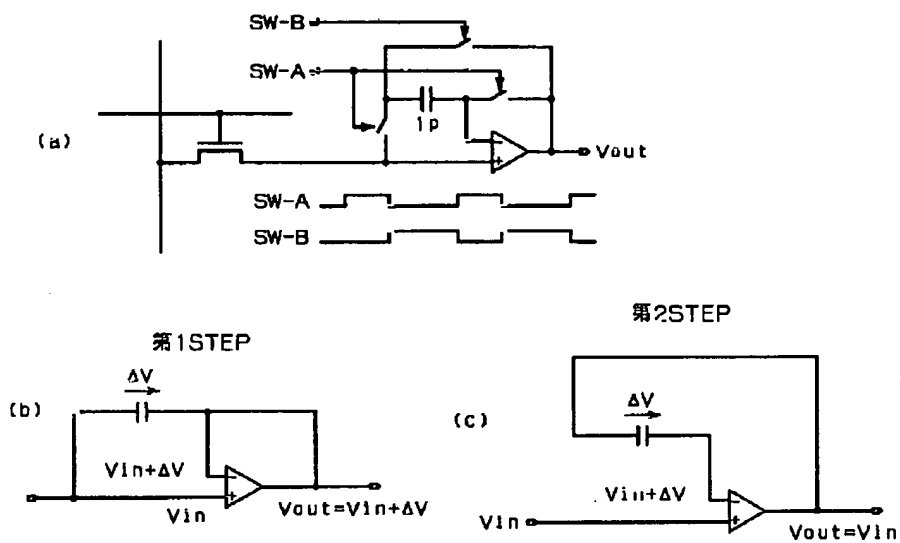 SW-B
SW-A
(a)
1p
Vout
SW-A
SW-B
第1STEP
第2STEP
(b)
ΔV
Vin+ΔV
Vin
Vout=Vin+ΔV
(c)
ΔV
Vin+ΔV
Vin
Vout=Vin